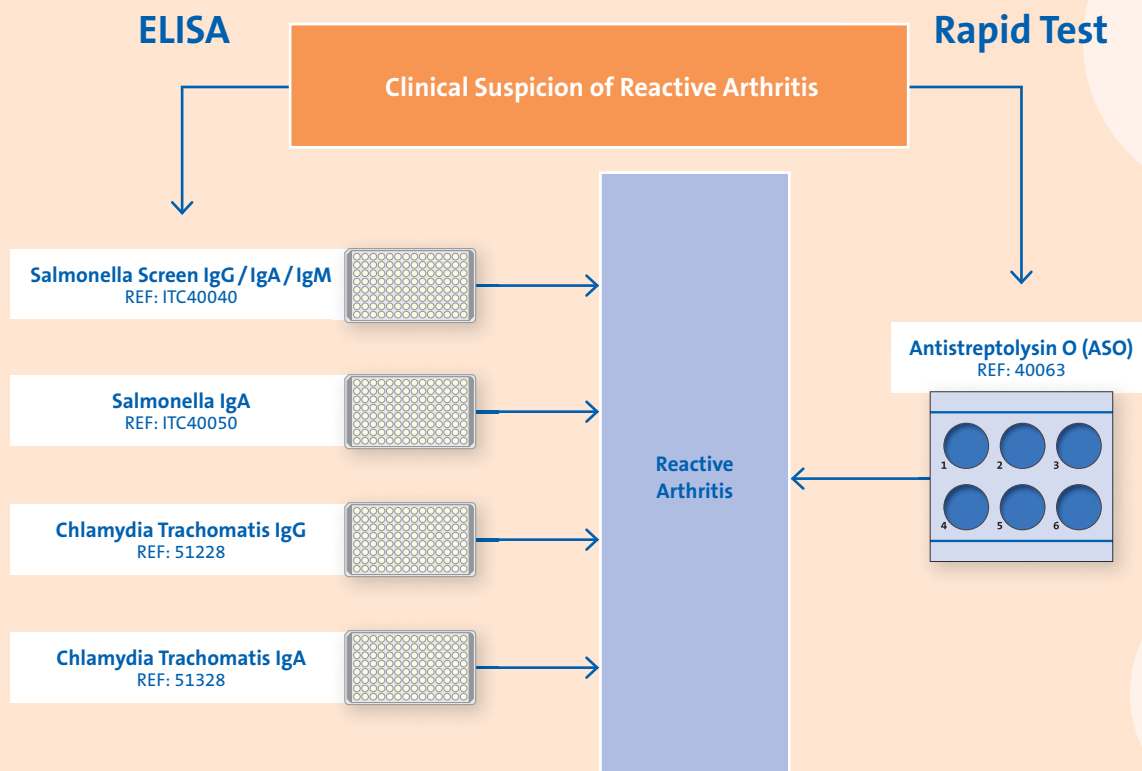 ELISA
Rapid Test
Clinical Suspicion of Reactive Arthritis
Salmonella Screen IgG / IgA / IgM
REF: ITC40040
Salmonella IgA
REF: ITC40050
Chlamydia Trachomatis IgG
REF: 51228
Chlamydia Trachomatis IgA
REF: 51328
Reactive
Arthritis
Antistreptolysin O (ASO)
REF: 40063
1 2 3
4 5 6